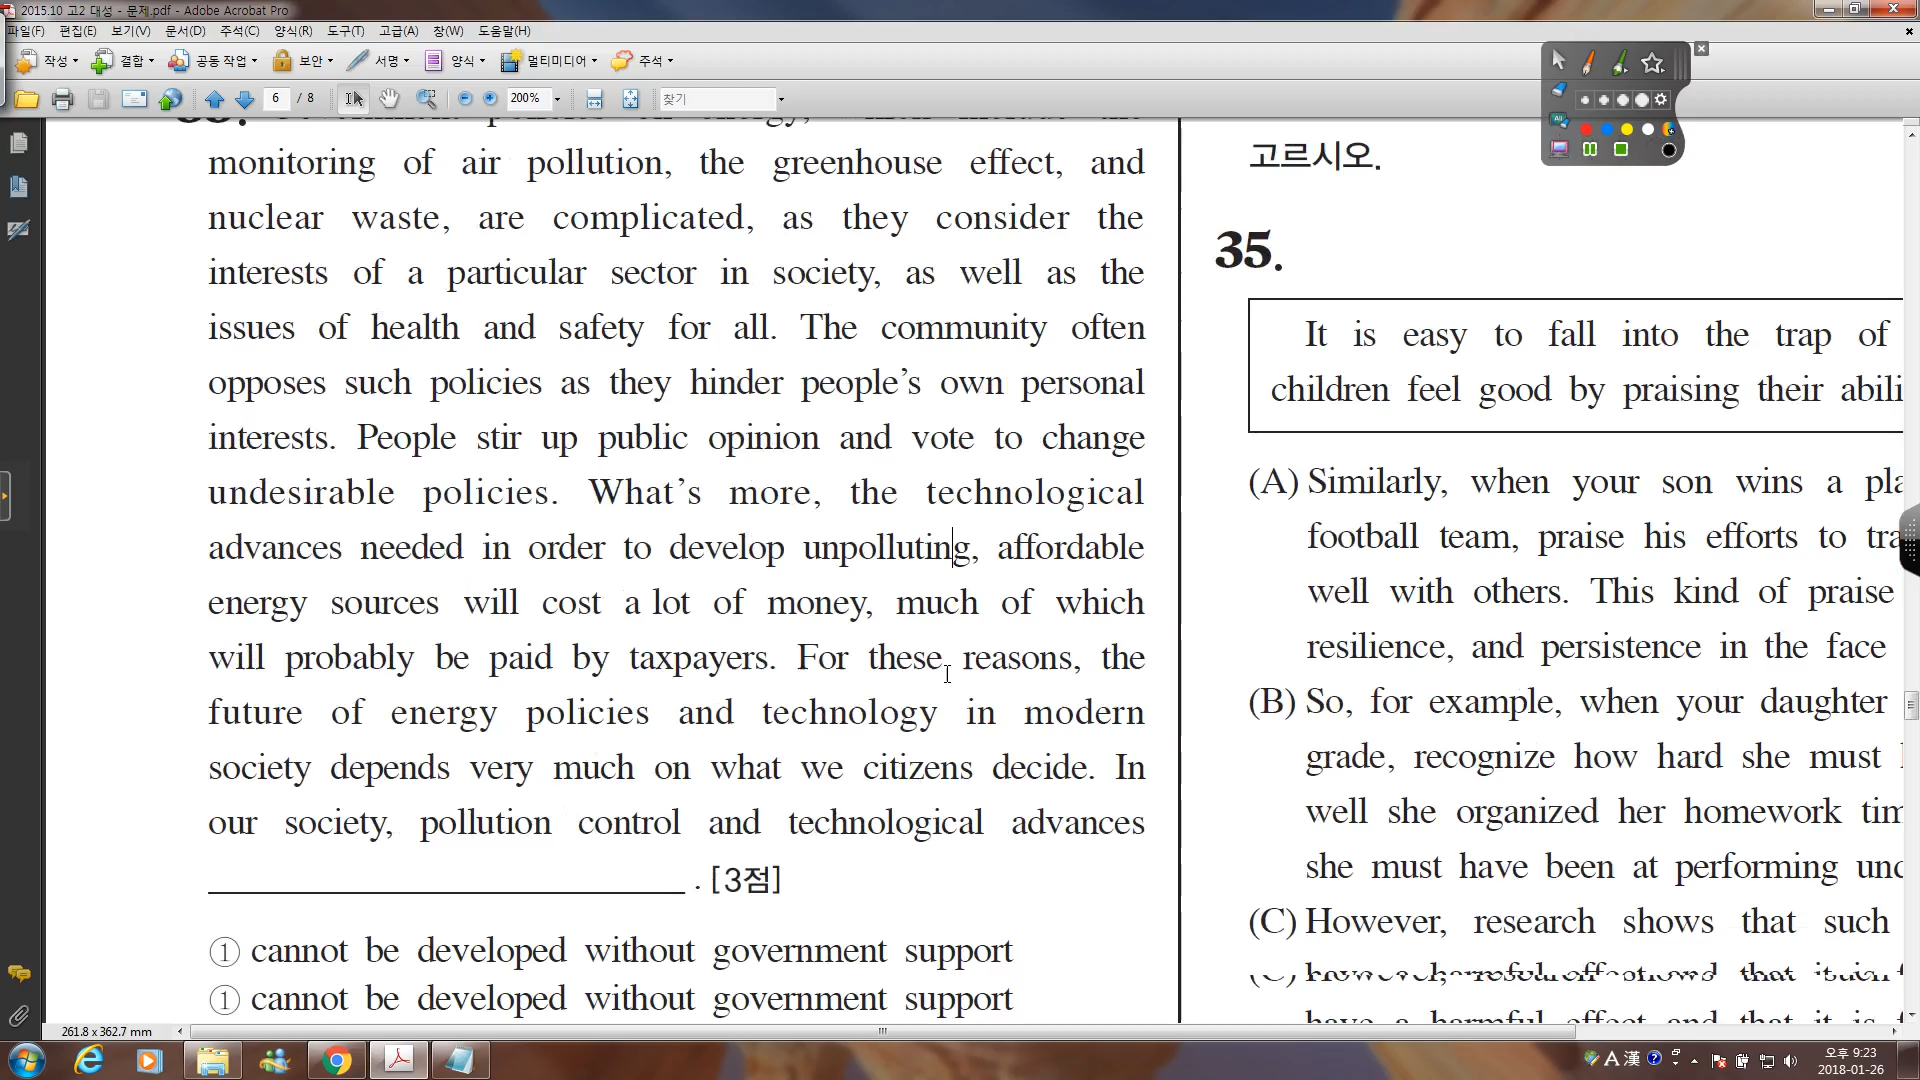 2015.10 고2 대성 - 문제.pdf - Adobe Acrobat Pro
파일(F) 편집(E) 보기(V) 문서(D) 주석(C) 양식(R) 도구(T) 고급(A) 창(W) 도움말(H)
작성 결합 공동 작업 보안 서명 양식 멀티미디어 주석
6 / 8 200% 찾기
monitoring of air pollution, the greenhouse effect, and
nuclear waste, are complicated, as they consider the
interests of a particular sector in society, as well as the
issues of health and safety for all. The community often
opposes such policies as they hinder people's own personal
interests. People stir up public opinion and vote to change
undesirable policies. What's more, the technological
advances needed in order to develop unpolluting, affordable
energy sources will cost a lot of money, much of which
will probably be paid by taxpayers. For these reasons, the
future of energy policies and technology in modern
society depends very much on what we citizens decide. In
our society, pollution control and technological advances
. [3점]
① cannot be developed without government support
① cannot be developed without government support
고르시오.
35.
It is easy to fall into the trap of
children feel good by praising their abili
(A) Similarly, when your son wins a pla
football team, praise his efforts to tra
well with others. This kind of praise
resilience, and persistence in the face
(B) So, for example, when your daughter
grade, recognize how hard she must
well she organized her homework tim
she must have been at performing und
(C) However, research shows that such
have a harmful effect and that it is f
All
261.8 x 362.7 mm
A 漢
오후 9:23
2018-01-26